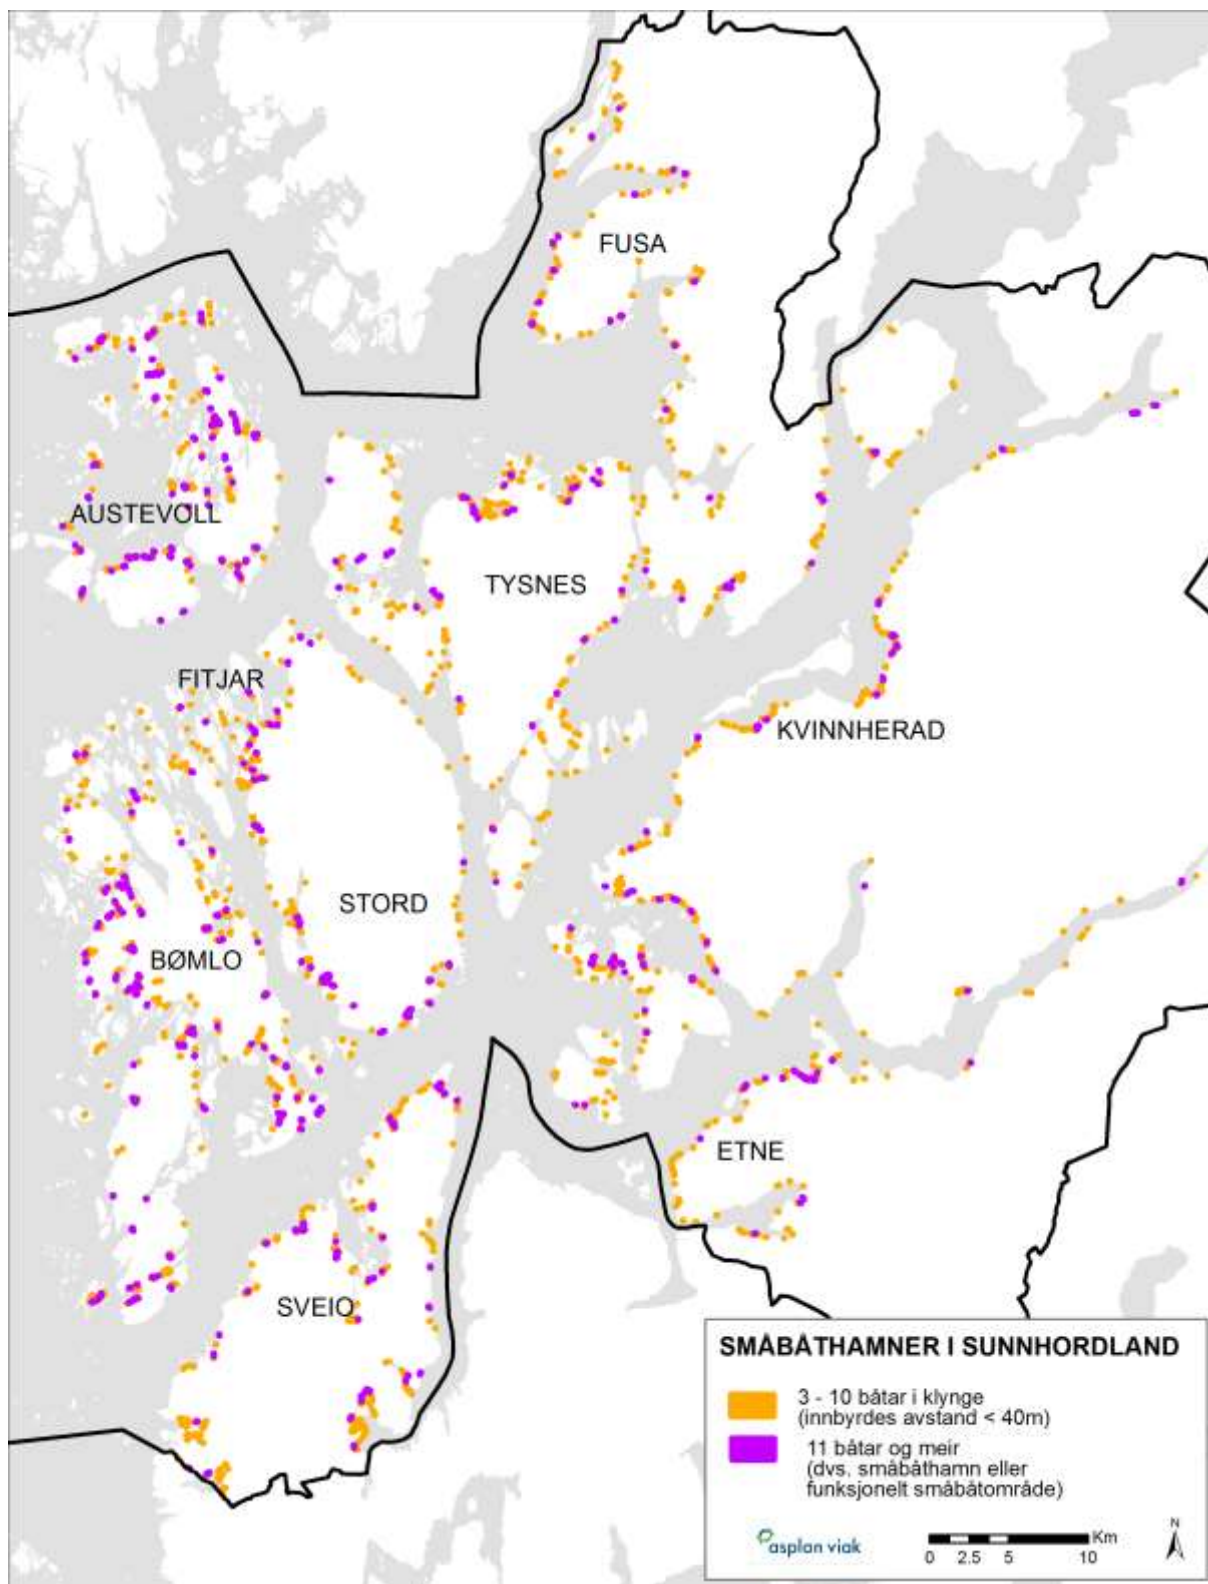 FUSA
AUSTEVOLL
TYSNES
FITJAR
KVINNHERAD
STORD
BØMLO
ETNE
SVEIO
SMÅBÅTHAMNER I SUNNHORDLAND
3 - 10 båtar i klynge
(innbyrdes avstand < 40m)
11 båtar og meir
(dvs. småbåthamn eller
funksjonelt småbåtområde)
asplan viak
N
Km
0 2.5 5 10